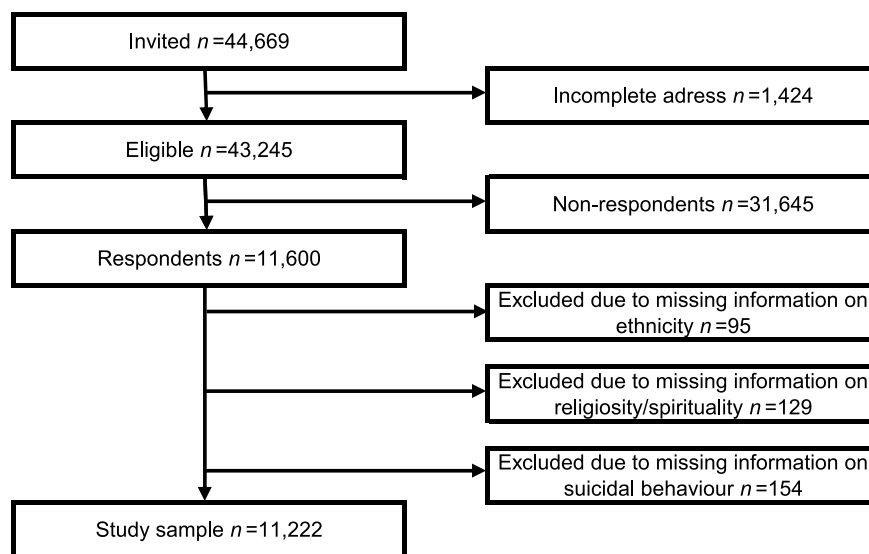 Invited n=44,669
Incomplete adress n=1,424
Eligible n=43,245
Non-respondents n=31,645
Respondents n=11,600
Excluded due to missing information on
ethnicity n=95
Excluded due to missing information on
religiosity/spirituality n=129
Excluded due to missing information on
suicidal behaviour n=154
Study sample n=11,222